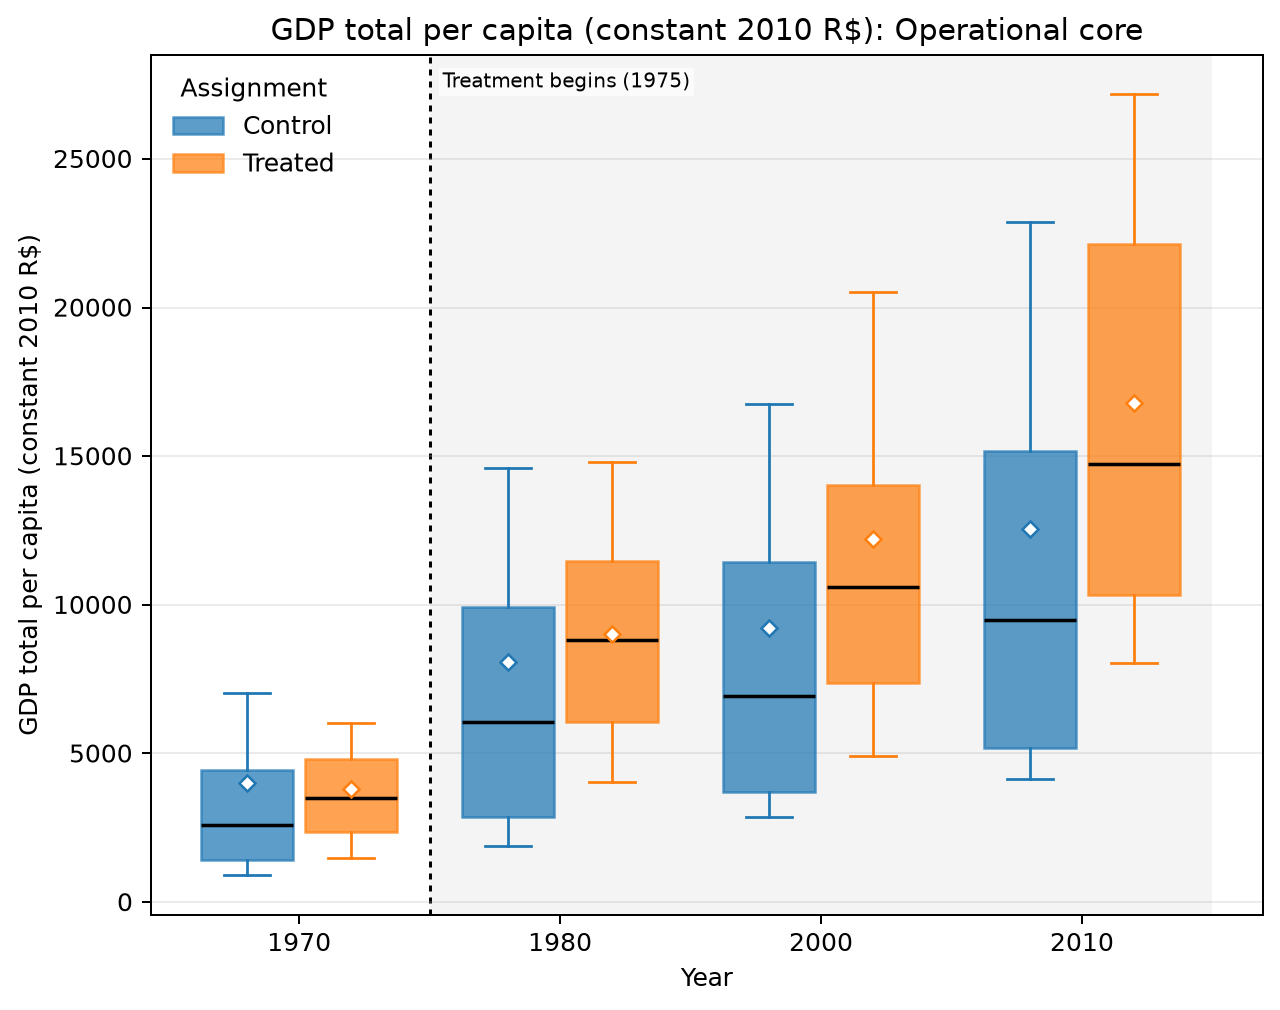 GDP total per capita (constant 2010 R$): Operational core
Treatment begins (1975)
Assignment
Control
Treated
GDP total per capita (constant 2010 R$)
25000
20000
15000
10000
5000
0
1970
1980
2000
2010
Year